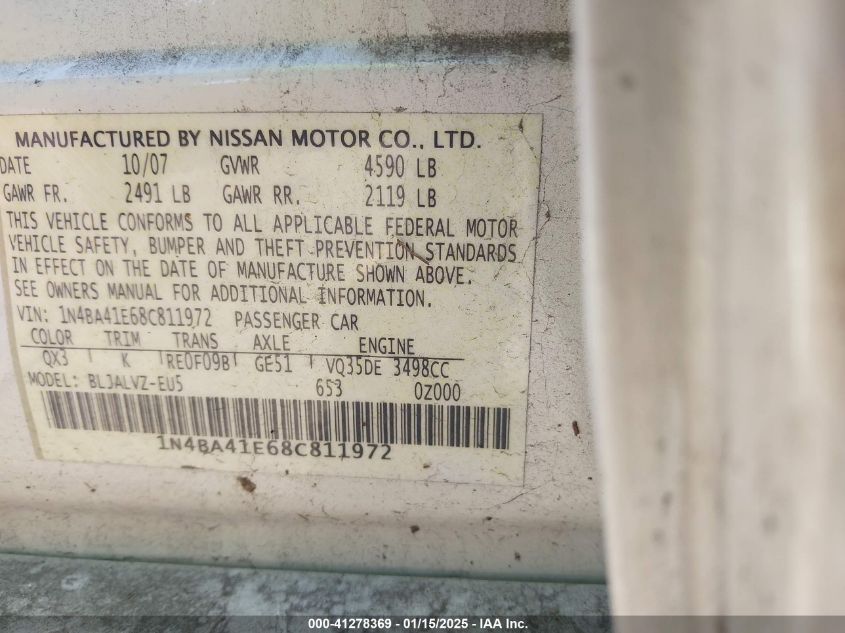 MANUFACTURED BY NISSAN MOTOR CO., LTD.
DATE 10/07 GVWR 4590 LB
GAWR FR. 2491 LB GAWR RR. 2119 LB
THIS VEHICLE CONFORMS TO ALL APPLICABLE FEDERAL MOTOR
VEHICLE SAFETY, BUMPER AND THEFT PREVENTION STANDARDS
IN EFFECT ON THE DATE OF MANUFACTURE SHOWN ABOVE.
SEE OWNERS MANUAL FOR ADDITIONAL INFORMATION.
VIN: 1N4BA41E68C811972 PASSENGER CAR
COLOR TRIM TRANS AXLE ENGINE
QX3 K RE0F09B GE51 VQ35DE 3498CC
MODEL: BLJALVZ-EU5 653 0Z000
1N4BA41E68C811972
000-41278369 - 01/15/2025 - IAA Inc.